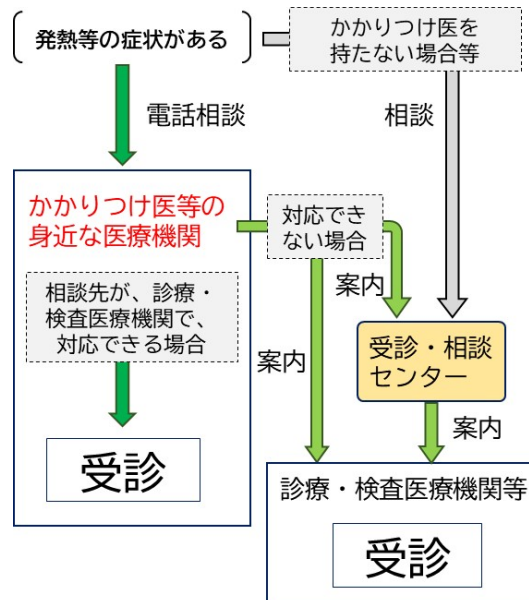 発熱等の症状がある
かかりつけ医を
持たない場合等
電話相談
相談
かかりつけ医等の
身近な医療機関
対応でき
ない場合
相談先が、診療・
検査医療機関で、
対応できる場合
案内
案内
受診・相談
センター
案内
受診
診療・検査医療機関等
受診